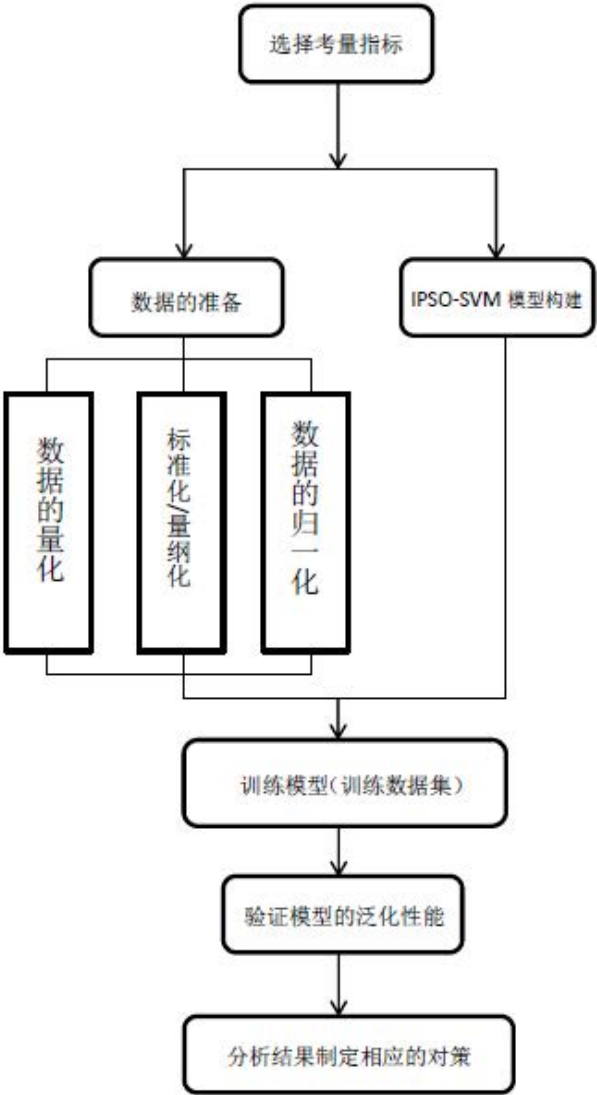 选择考量指标
数据的准备
IPSO-SVM 模型构建
数据的量化
标准化/量纲化
数据的归一化
训练模型（训练数据集）
验证模型的泛化性能
分析结果制定相应的对策